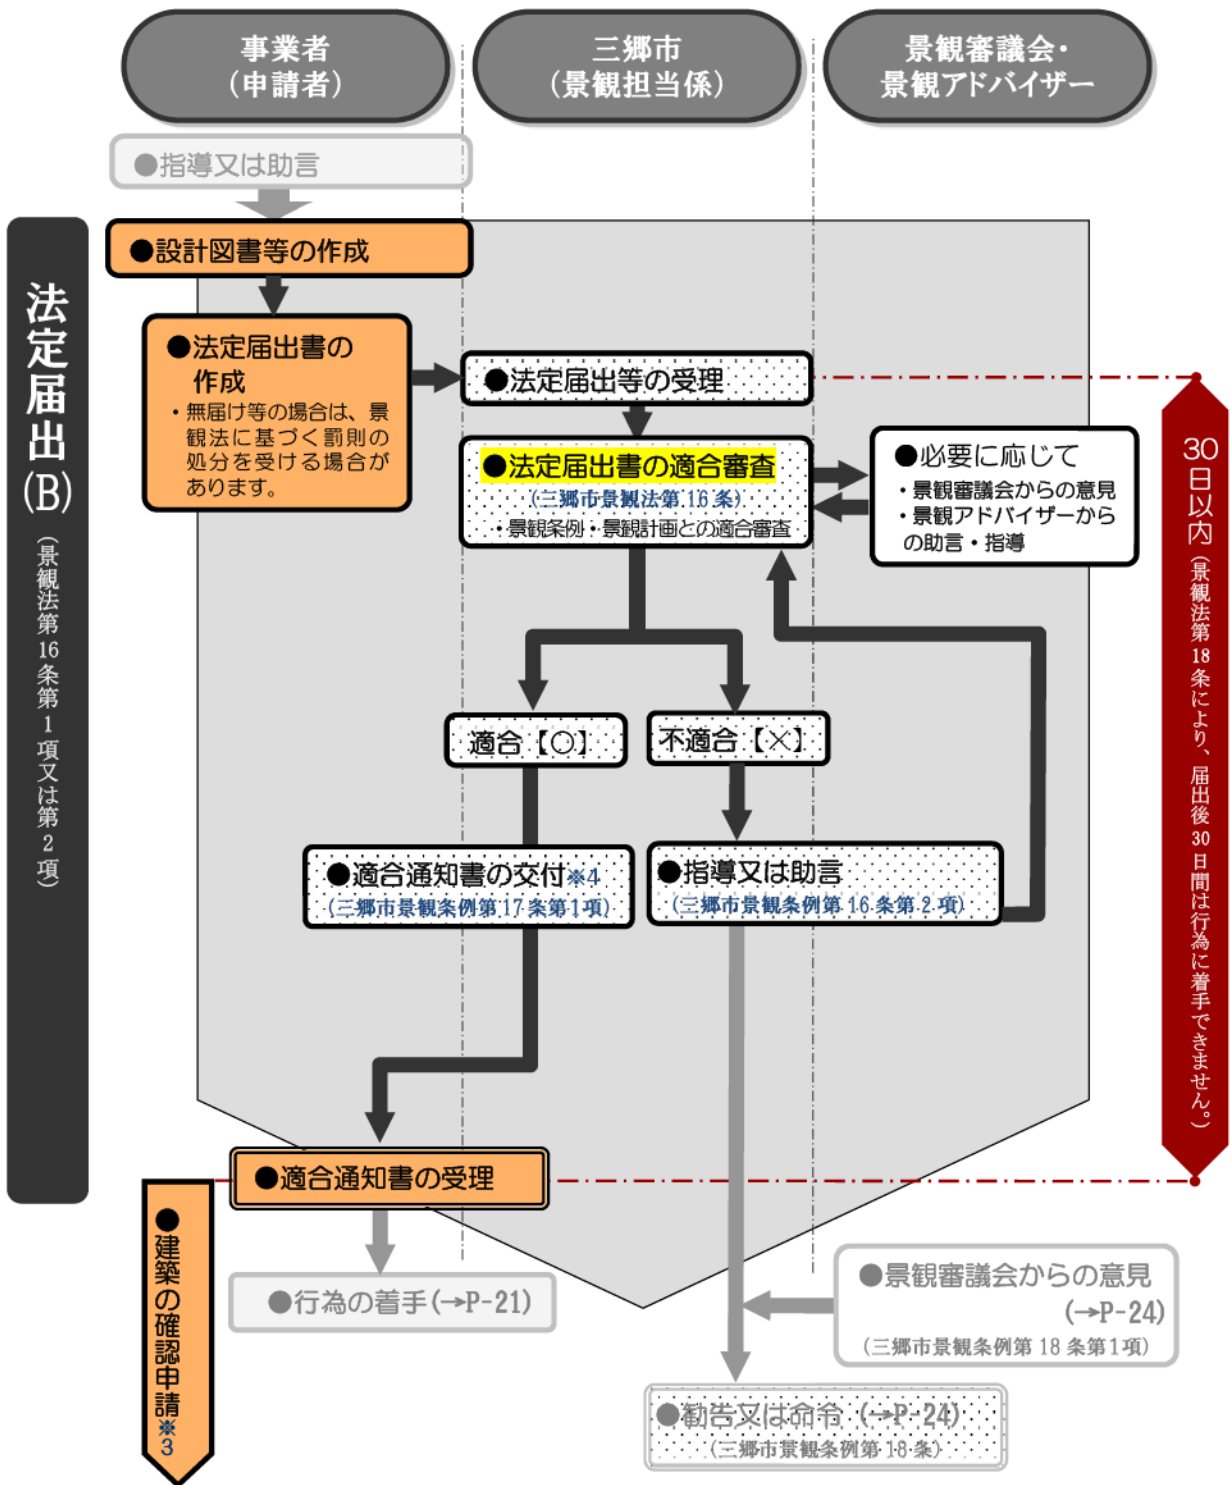 事業者
(申請者)
三郷市
(景観担当係)
景観審議会・
景観アドバイザー
●指導又は助言
法定届出(B)(景観法第16条第1項又は第2項)
●設計図書等の作成
●法定届出書の
作成
・無届け等の場合は、景
観法に基づく罰則の
処分を受ける場合が
あります。
●法定届出等の受理
●法定届出書の適合審査
(三郷市景観法第16条)
・景観条例・景観計画との適合審査
●必要に応じて
・景観審議会からの意見
・景観アドバイザーから
の助言・指導
30日以内(景観法第18条により、届出後30日間は行為に着手できません。)
適合【○】
不適合【×】
●適合通知書の交付※4
(三郷市景観条例第17条第1項)
●指導又は助言
(三郷市景観条例第16条第2項)
●適合通知書の受理
●建築の確認申請※3
●行為の着手(→P-21)
●景観審議会からの意見
(→P-24)
(三郷市景観条例第18条第1項)
●勧告又は命令(→P-24)
(三郷市景観条例第18条)